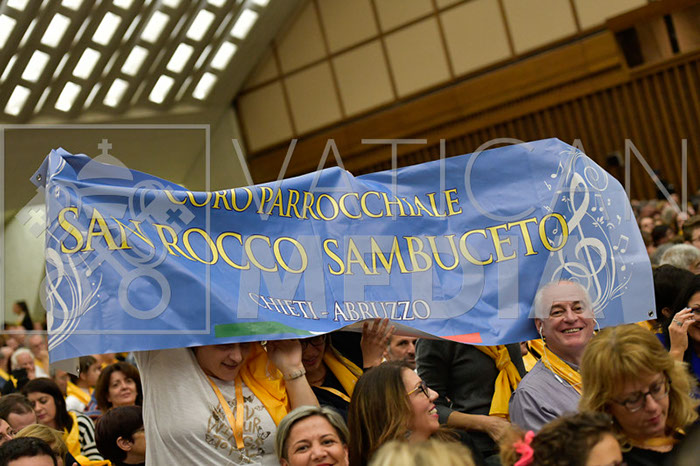 CORO PARROCCHIALE
SAN ROCCO SAMBUCETO
CHIETI - ABRUZZO
VATICAN
MEDIA